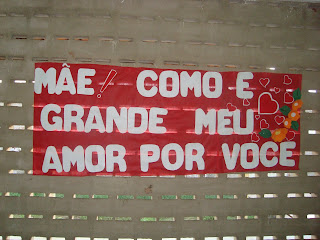 MÃE! COMO E
GRANDE MEU
AMOR POR VOCE